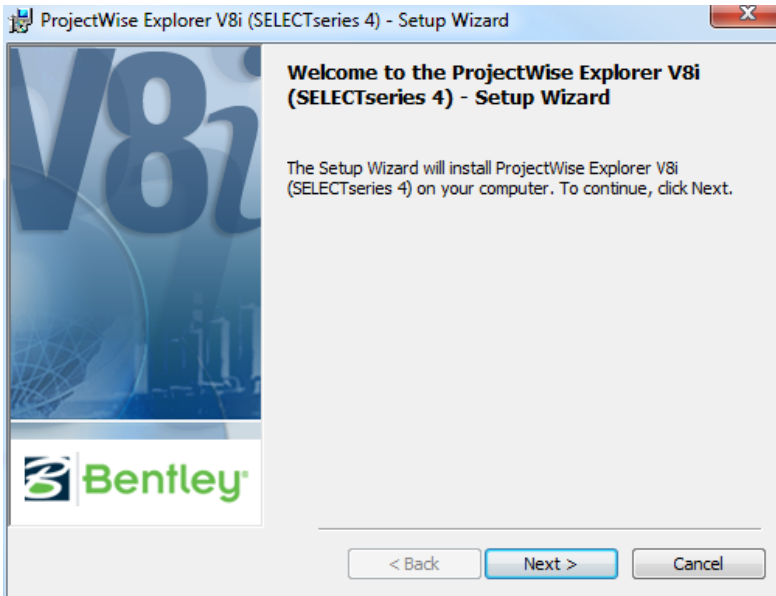 ProjectWise Explorer V8i (SELECTseries 4) - Setup Wizard
V8i
Welcome to the ProjectWise Explorer V8i
(SELECTseries 4) - Setup Wizard
The Setup Wizard will install ProjectWise Explorer V8i
(SELECTseries 4) on your computer. To continue, click Next.
Bentley®
< Back
Next >
Cancel